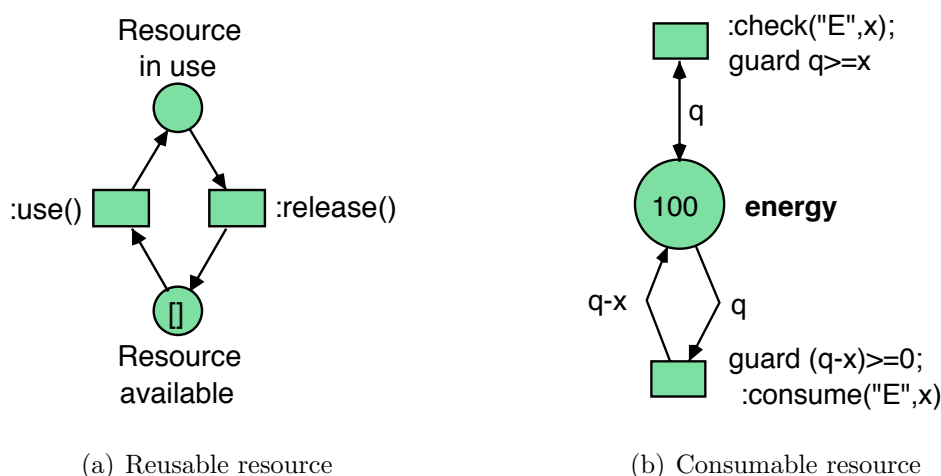 Resource
in use
:use()
:release()
[]
Resource
available
(a) Reusable resource
:check("E",x);
guard q>=x
q
100
energy
q-x
q
guard (q-x)>=0;
:consume("E",x)
(b) Consumable resource